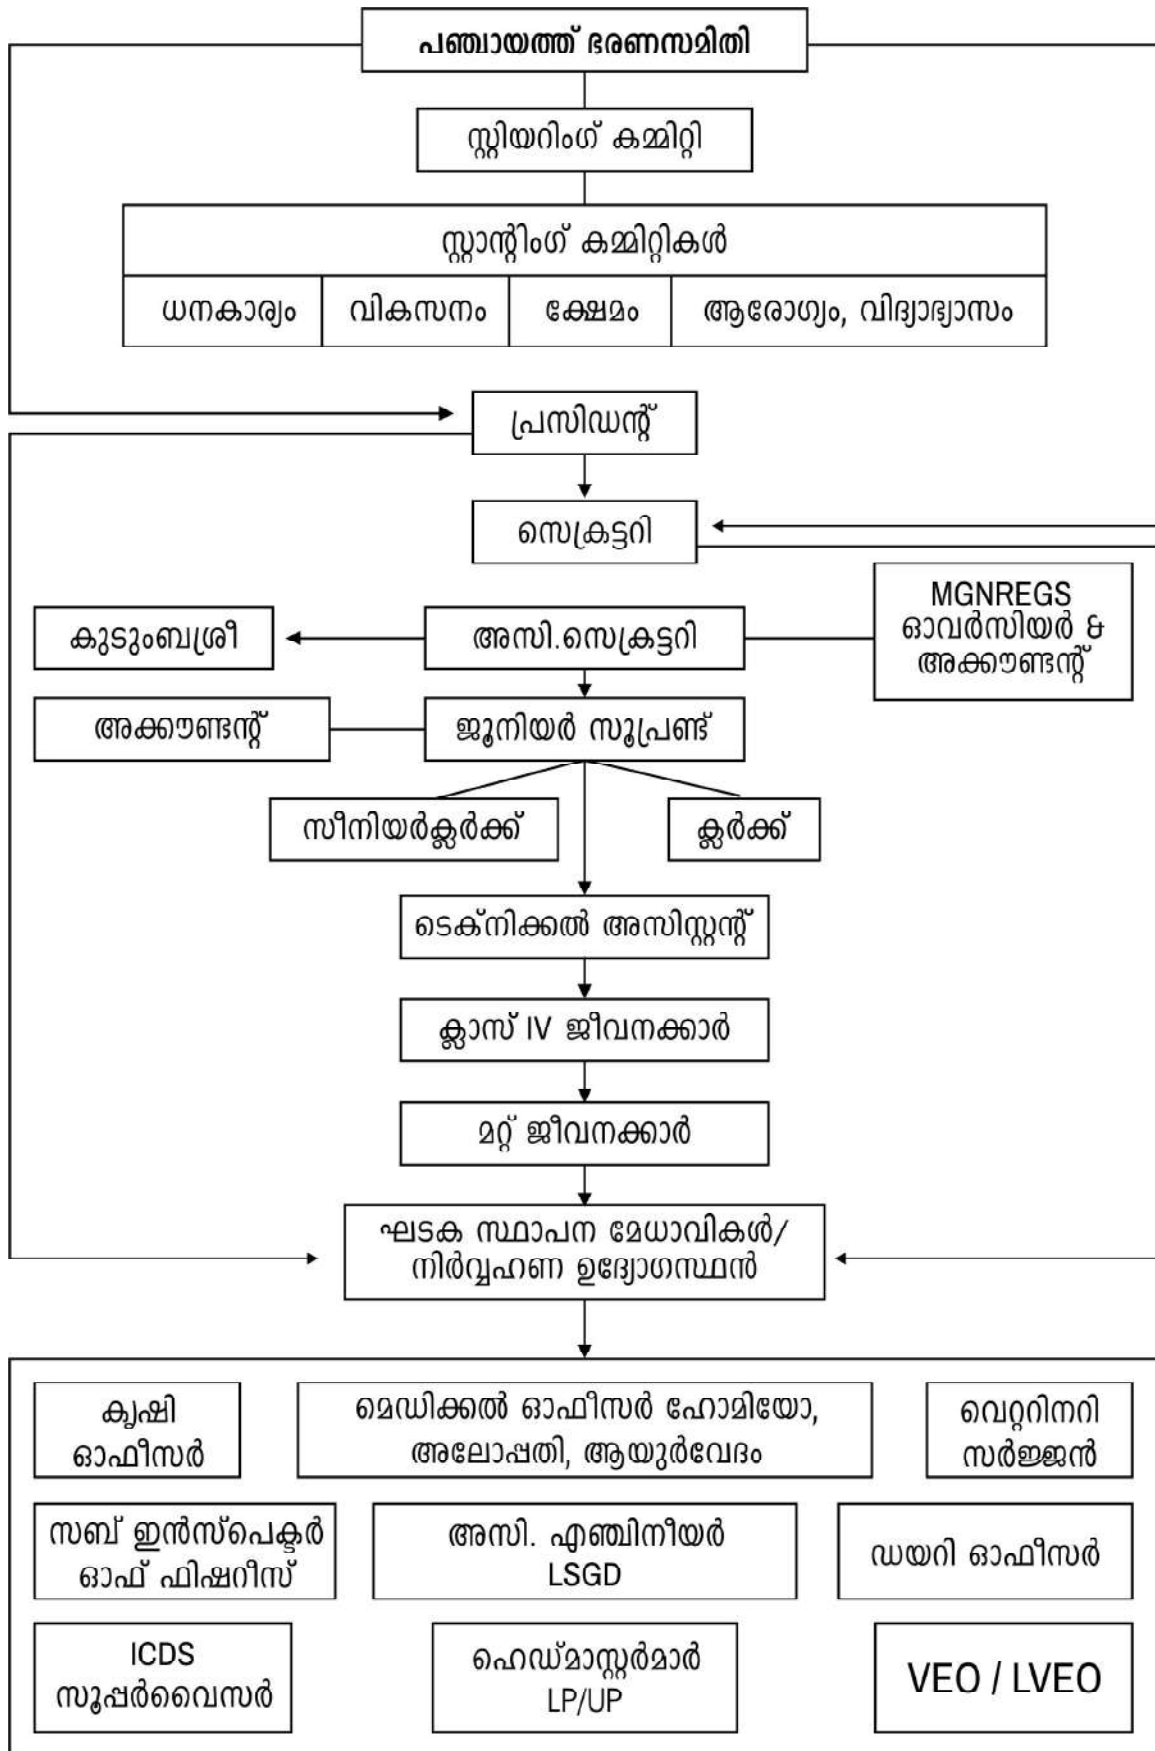 പഞ്ചായത്ത് ഭരണസമിതി
സ്റ്റിയറിംഗ് കമ്മിറ്റി
സ്റ്റാന്റിംഗ് കമ്മിറ്റികൾ
ധനകാര്യം
വികസനം
ക്ഷേമം
ആരോഗ്യം, വിദ്യാഭ്യാസം
പ്രസിഡന്റ്
സെക്രട്ടറി
MGNREGS
ഓവർസിയർ &
അക്കൗണ്ടന്റ്
കുടുംബശ്രീ
അസി.സെക്രട്ടറി
അക്കൗണ്ടന്റ്
ജൂനിയർ സൂപ്രണ്ട്
സീനിയർക്ലർക്ക്
ക്ലർക്ക്
ടെക്നിക്കൽ അസിസ്റ്റന്റ്
ക്ലാസ് IV ജീവനക്കാർ
മറ്റ് ജീവനക്കാർ
ഘടക സ്ഥാപന മേധാവികൾ/
നിർവ്വഹണ ഉദ്യോഗസ്ഥൻ
കൃഷി
ഓഫീസർ
മെഡിക്കൽ ഓഫീസർ ഹോമിയോ,
അലോപ്പതി, ആയുർവേദം
വെറ്ററിനറി
സർജ്ജൻ
സബ് ഇൻസ്പെക്ടർ
ഓഫ് ഫിഷറീസ്
അസി. എഞ്ചിനീയർ
LSGD
ഡയറി ഓഫീസർ
ICDS
സൂപ്പർവൈസർ
ഹെഡ്മാസ്റ്റർമാർ
LP/UP
VEO / LVEO